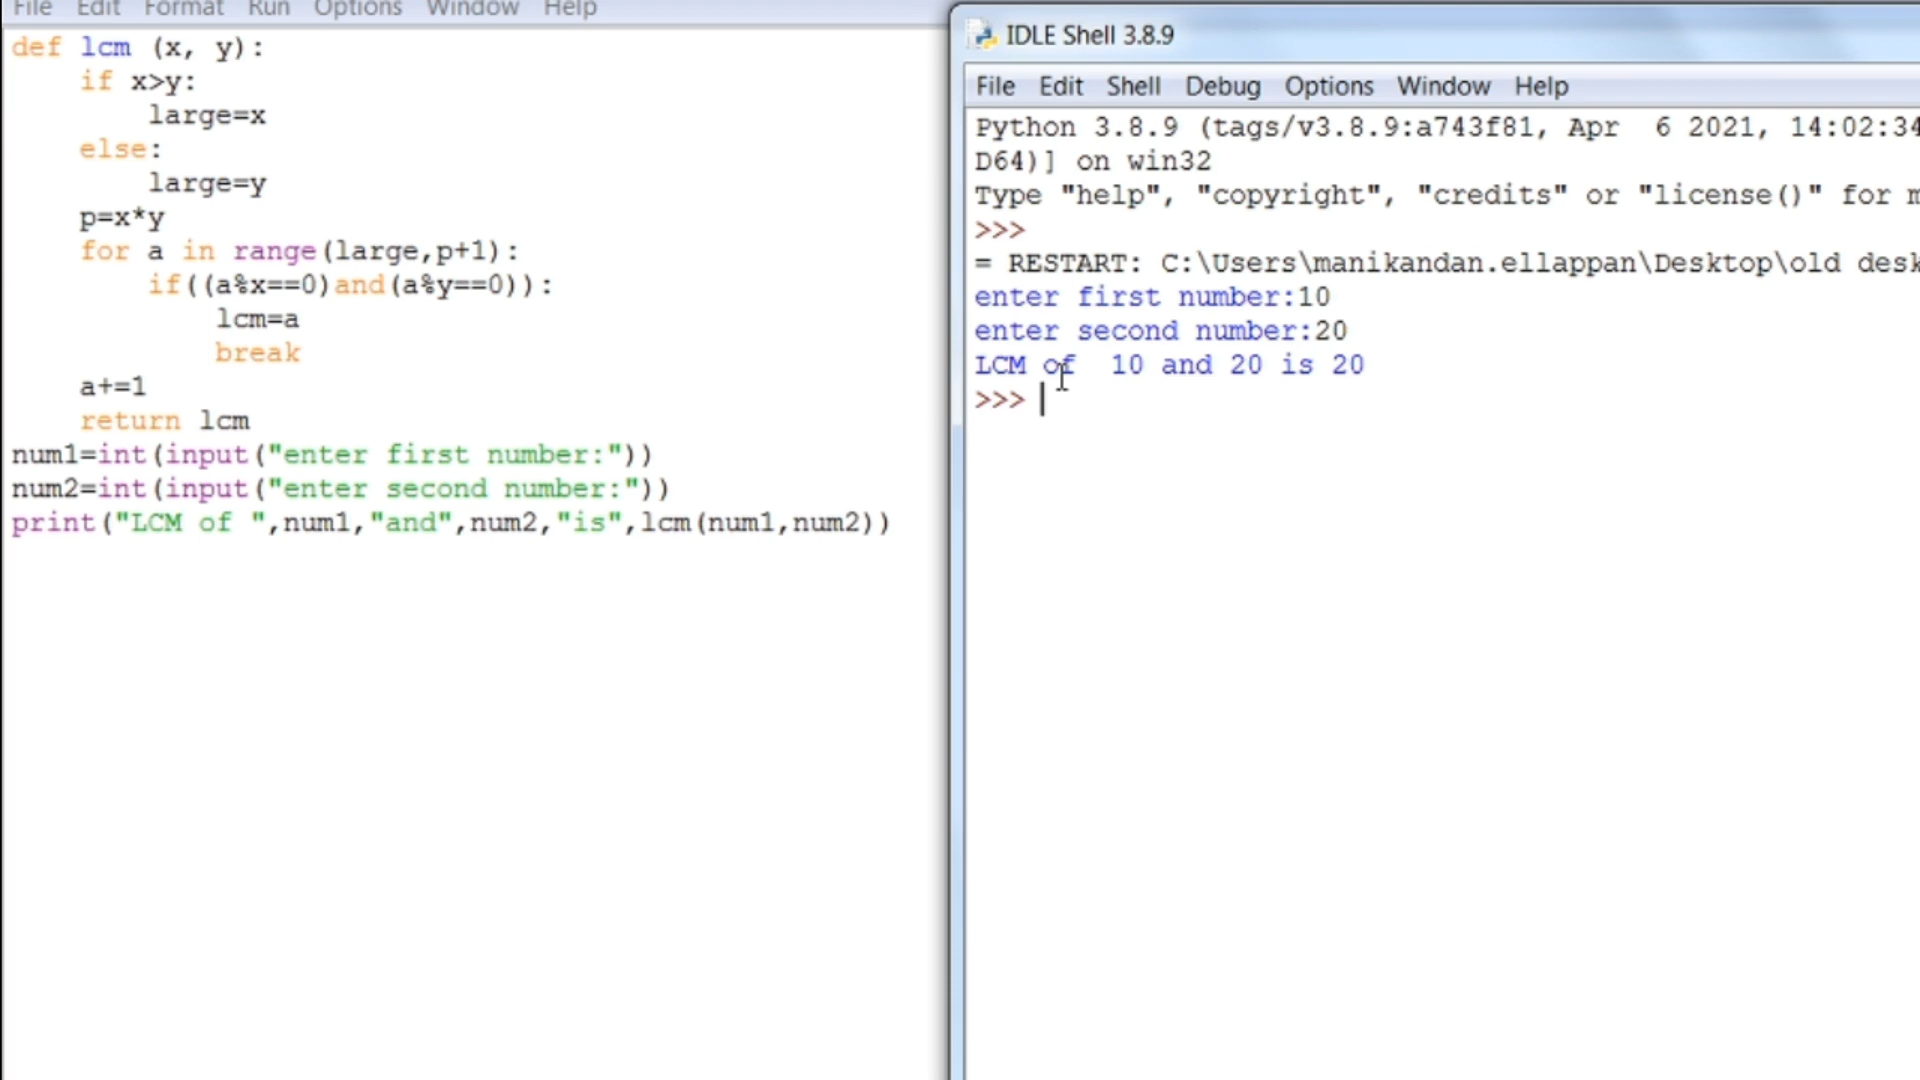 File Edit Format Run Options Window Help
def lcm (x, y):
    if x>y:
        large=x
    else:
        large=y
    p=x*y
    for a in range(large,p+1):
        if((a%x==0)and(a%y==0)):
            lcm=a
            break
    a+=1
    return lcm
num1=int(input("enter first number:"))
num2=int(input("enter second number:"))
print("LCM of ",num1,"and",num2,"is",lcm(num1,num2))
IDLE Shell 3.8.9
File Edit Shell Debug Options Window Help
Python 3.8.9 (tags/v3.8.9:a743f81, Apr  6 2021, 14:02:34
D64)] on win32
Type "help", "copyright", "credits" or "license()" for m
>>>
= RESTART: C:\Users\manikandan.ellappan\Desktop\old desk
enter first number:10
enter second number:20
LCM of  10 and 20 is 20
>>>